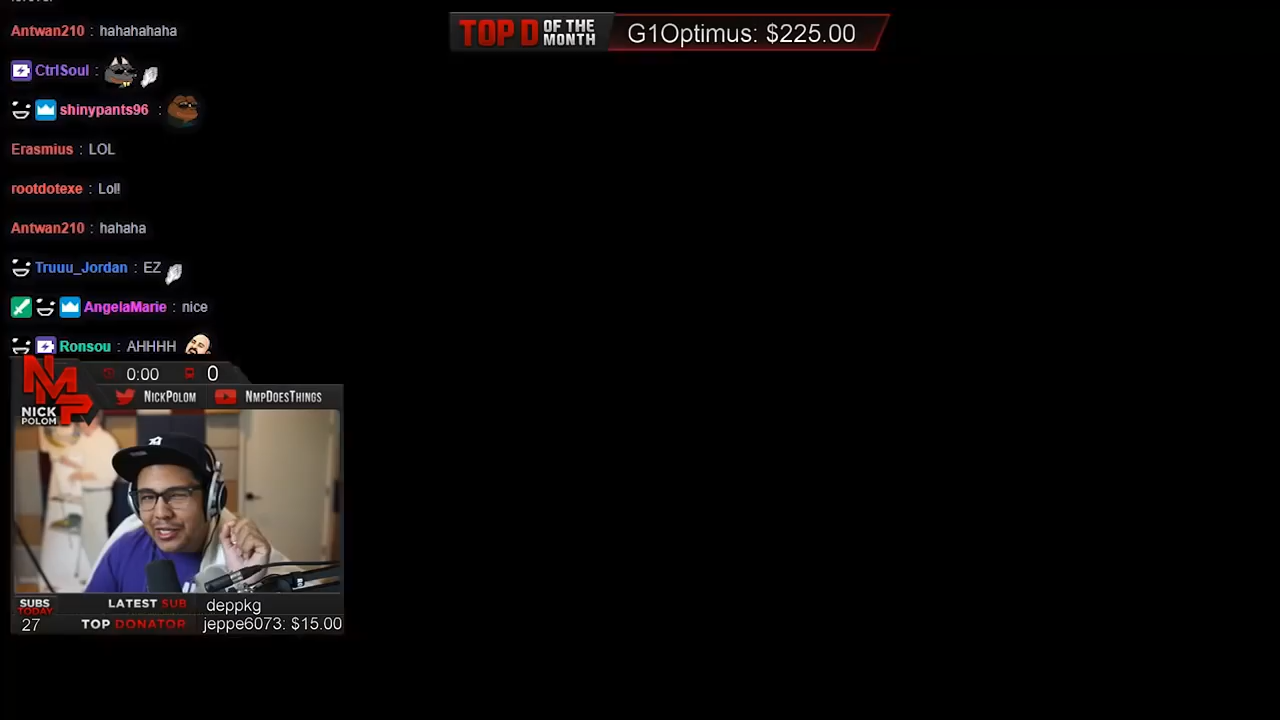 Antwan210 : hahahahaha
CtrlSoul :
shinypants96 :
Erasmius : LOL
rootdotexe : Lol!
Antwan210 : hahaha
Truuu_Jordan : EZ
AngelaMarie : nice
Ronsou : AHHHH
TOP D OF THE MONTH G1Optimus: $225.00
NMP
NICK POLOM
0:00 0
NickPolom NmpDoesThings
SUBS TODAY 27
LATEST SUB deppkg
TOP DONATOR jeppe6073: $15.00